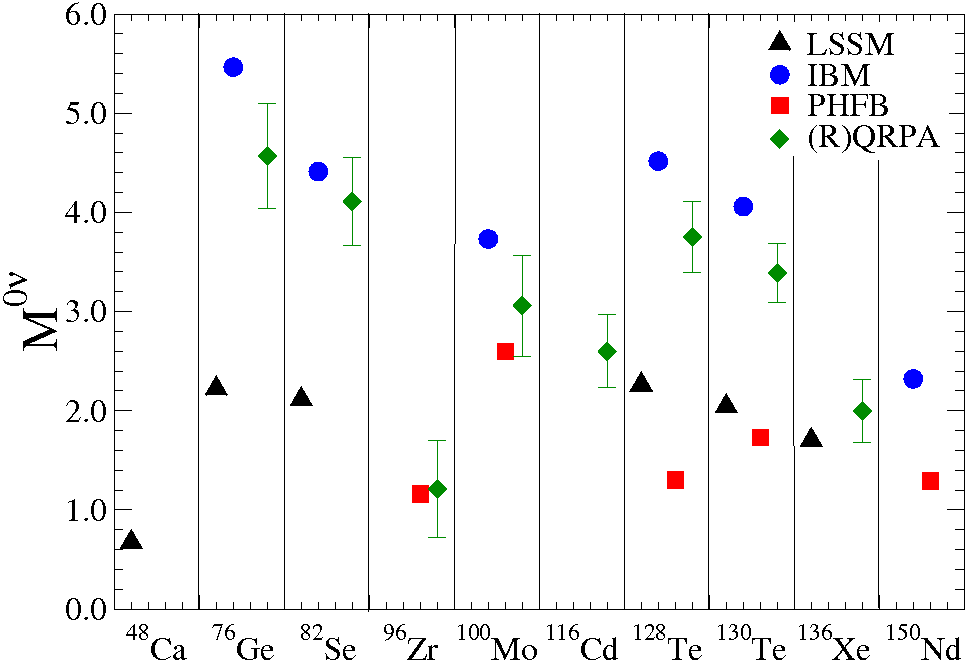 6.0
5.0
4.0
3.0
2.0
1.0
0.0
M0ν
LSSM
IBM
PHFB
(R)QRPA
48Ca 76Ge 82Se 96Zr 100Mo 116Cd 128Te 130Te 136Xe 150Nd